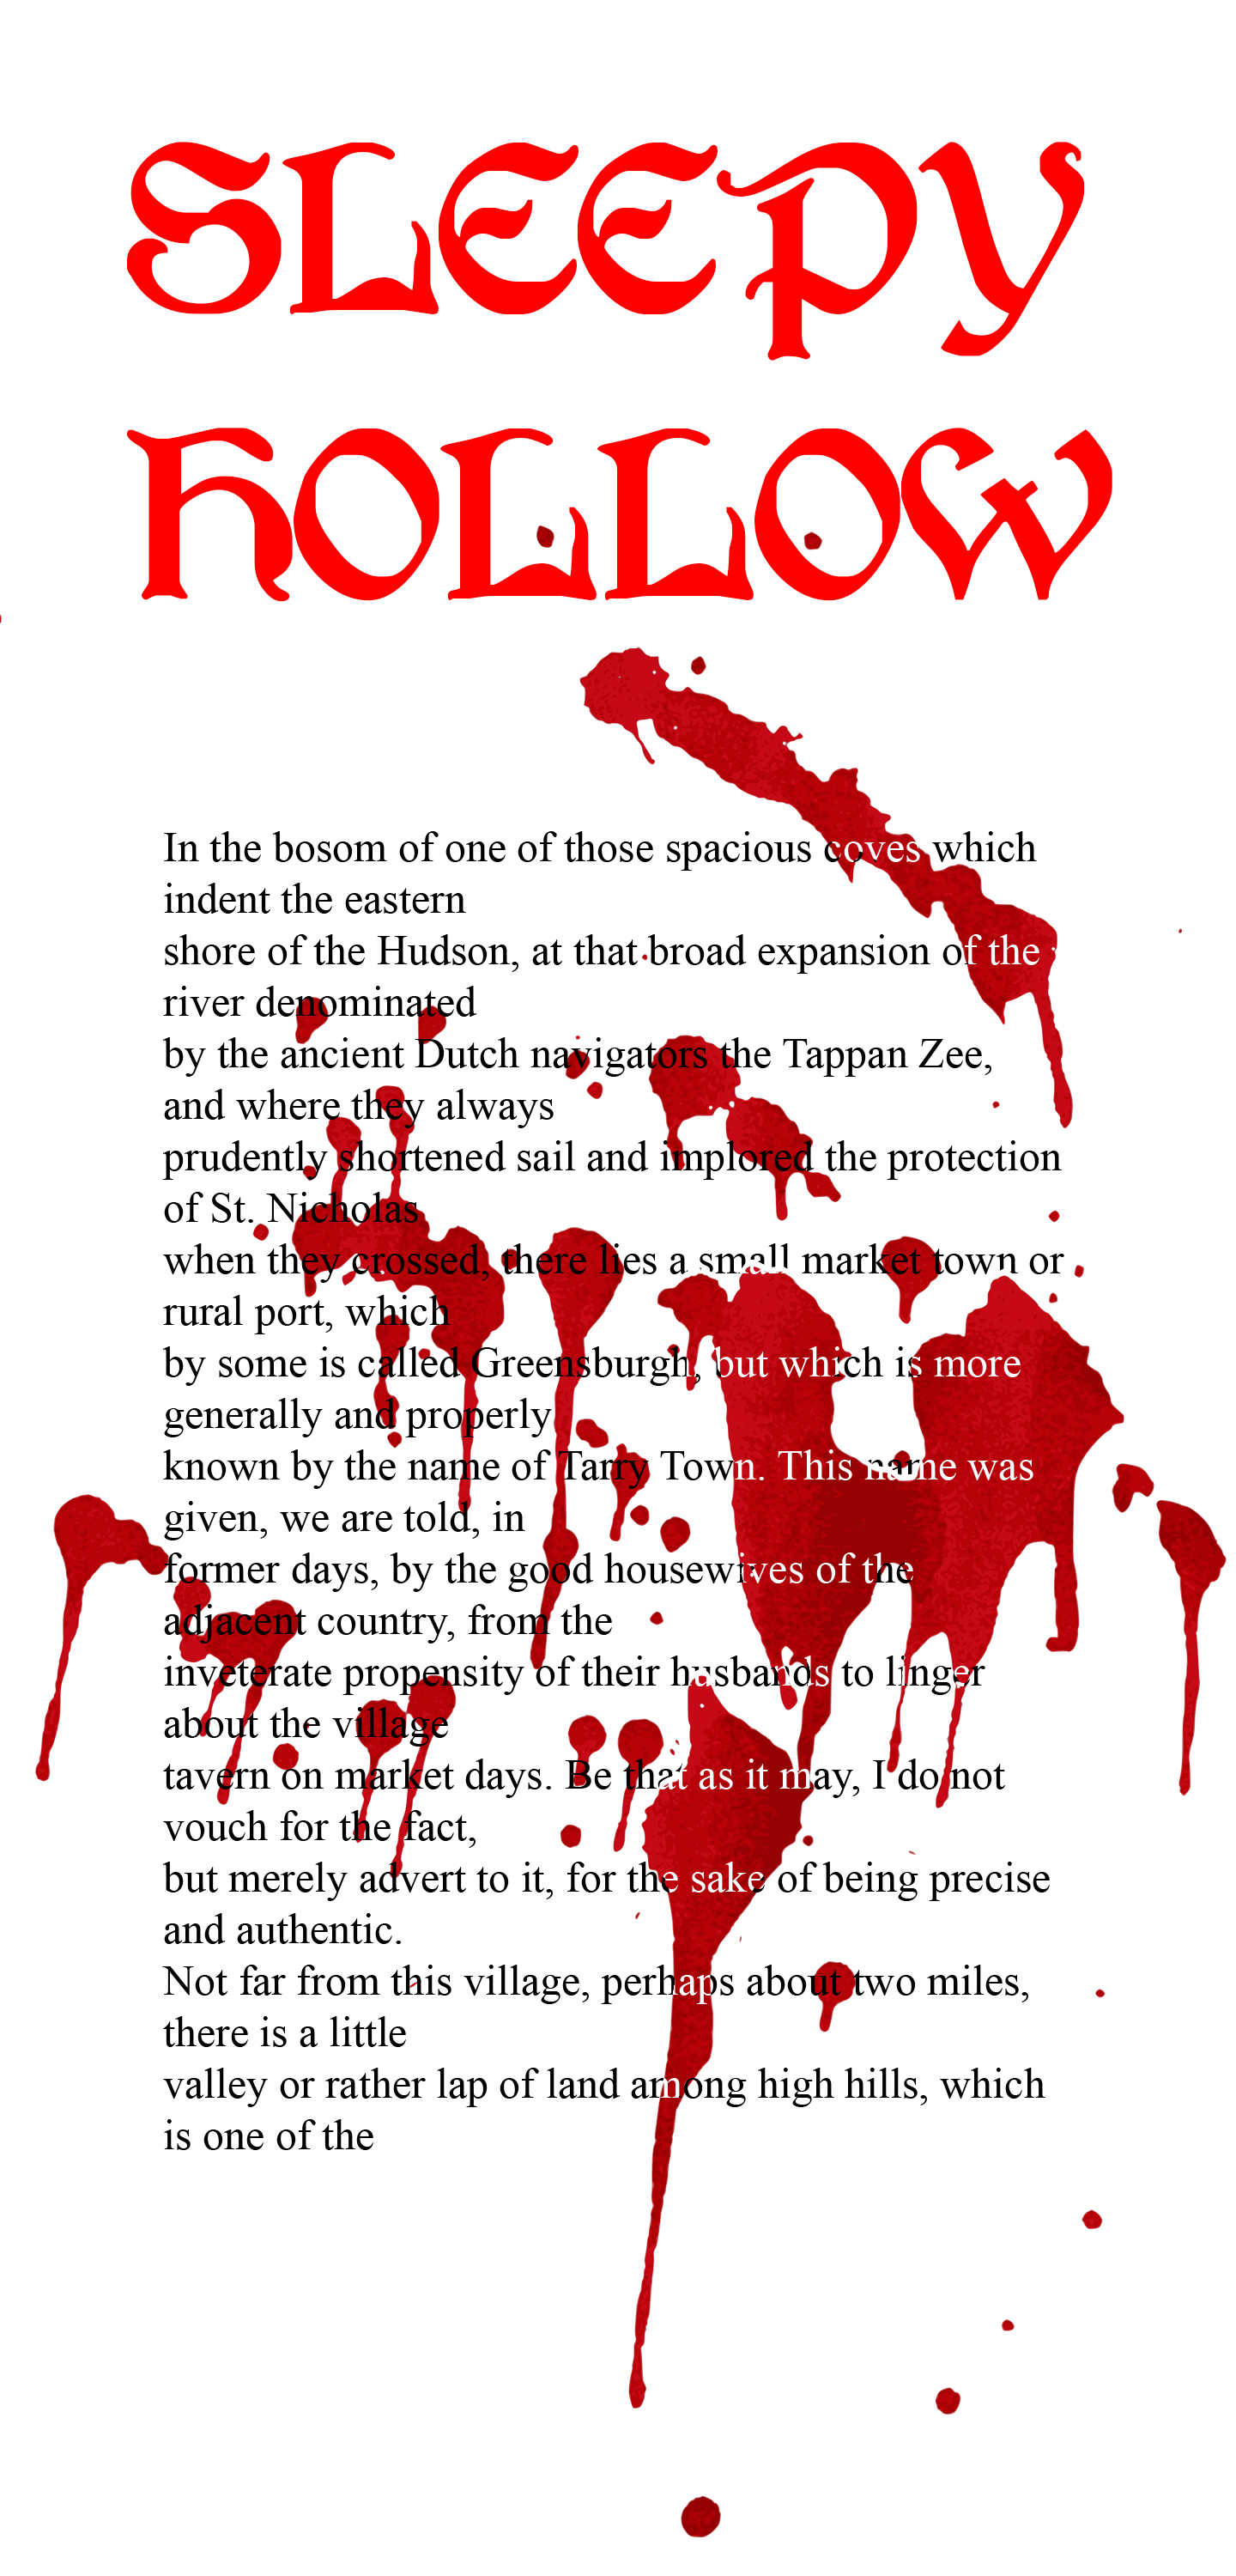 SLEEPY
HOLLOW
In the bosom of one of those spacious coves which
indent the eastern
shore of the Hudson, at that broad expansion of the
river denominated
by the ancient Dutch navigators the Tappan Zee,
and where they always
prudently shortened sail and implored the protection
of St. Nicholas
when they crossed, there lies a small market town or
rural port, which
by some is called Greensburgh, but which is more
generally and properly
known by the name of Tarry Town. This name was
given, we are told, in
former days, by the good housewives of the
adjacent country, from the
inveterate propensity of their husbands to linger
about the village
tavern on market days. Be that as it may, I do not
vouch for the fact,
but merely advert to it, for the sake of being precise
and authentic.
Not far from this village, perhaps about two miles,
there is a little
valley or rather lap of land among high hills, which
is one of the